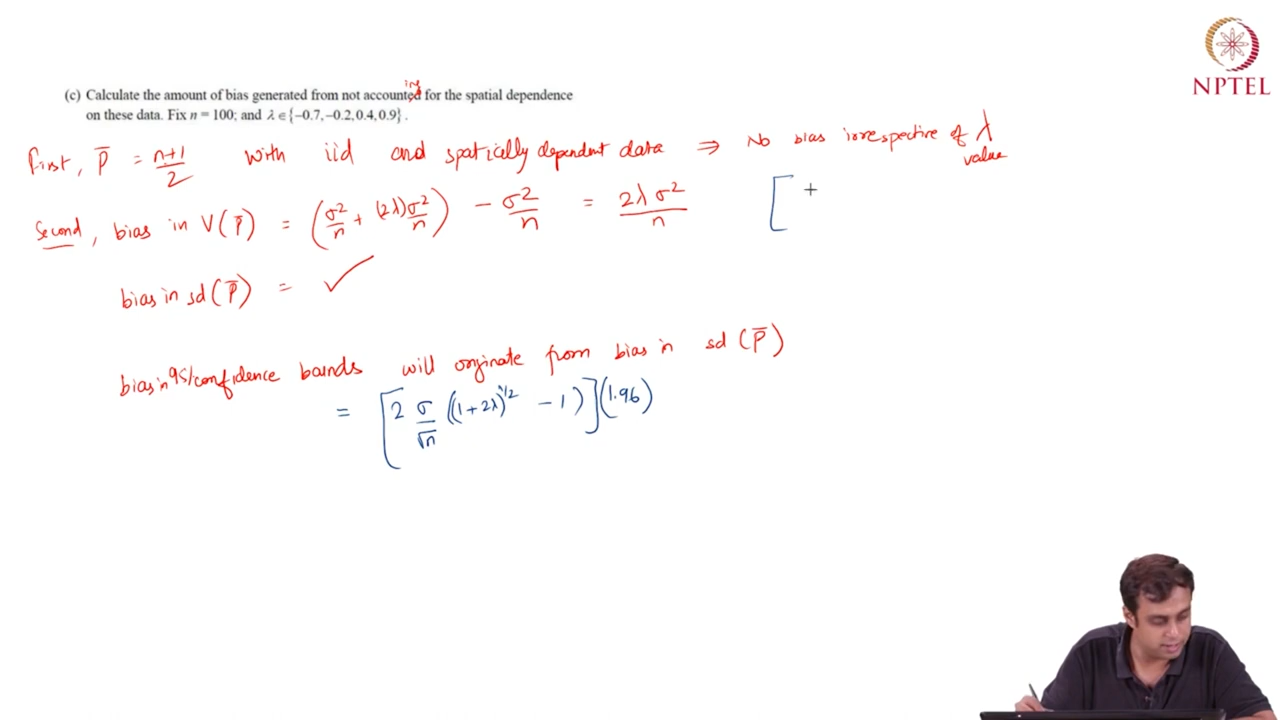 NPTEL
(c) Calculate the amount of bias generated from not accounted ing for the spatial dependence
on these data. Fix n = 100; and λ ∈ {−0.7, −0.2, 0.4, 0.9} .
First, P̄ = n+1/2 with iid and spatially dependent data ⇒ No bias irrespective of λ value
Second, bias in V(P̄) = (σ²/n + (2λ)σ²/n) − σ²/n = 2λσ²/n [ +
bias in sd(P̄) = ✓
bias in 95% confidence bands will orginate from bias in sd(P̄)
= [2 σ/√n ((1+2λ)^1/2 − 1)](1.96)